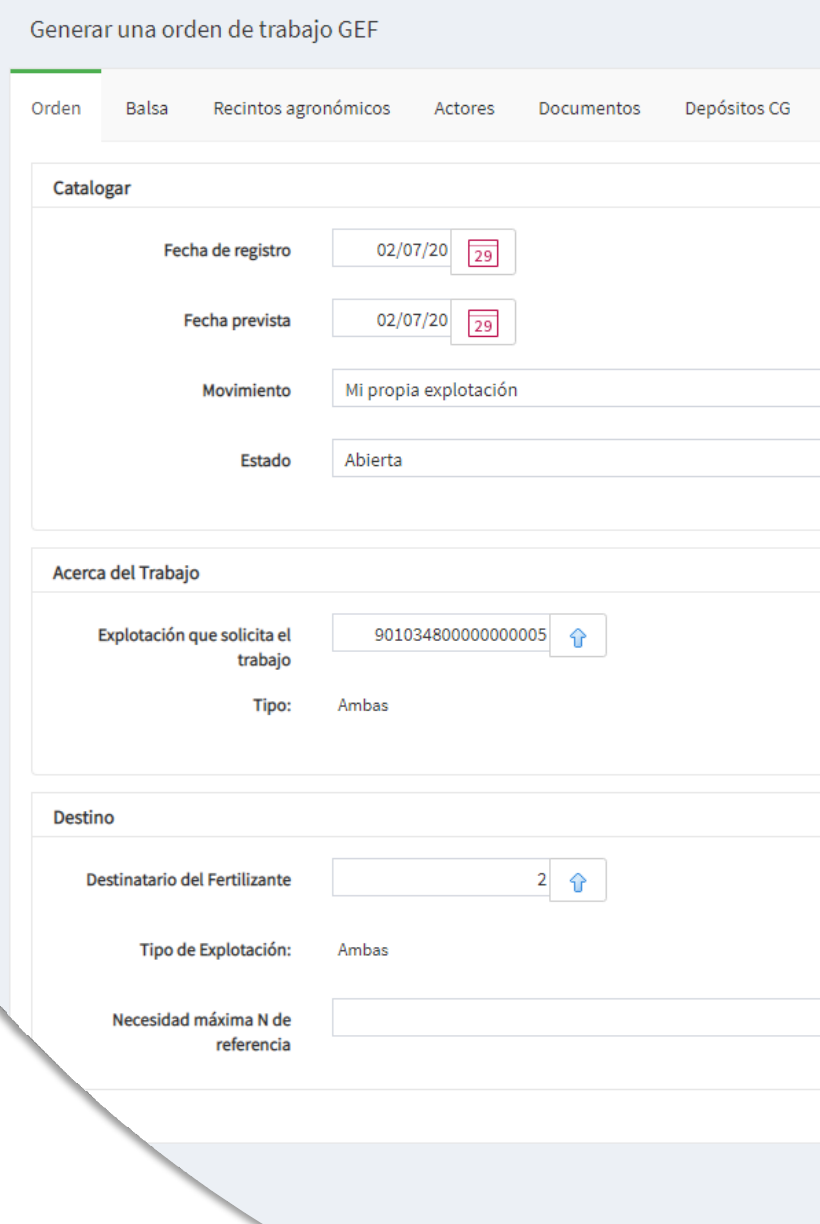 Generar una orden de trabajo GEF
Orden Balsa Recintos agronómicos Actores Documentos Depósitos CG
Catalogar
Fecha de registro 02/07/20 29
Fecha prevista 02/07/20 29
Movimiento Mi propia explotación
Estado Abierta
Acerca del Trabajo
Explotación que solicita el 901034800000000005
trabajo
Tipo: Ambas
Destino
Destinatario del Fertilizante 2
Tipo de Explotación: Ambas
Necesidad máxima N de
referencia